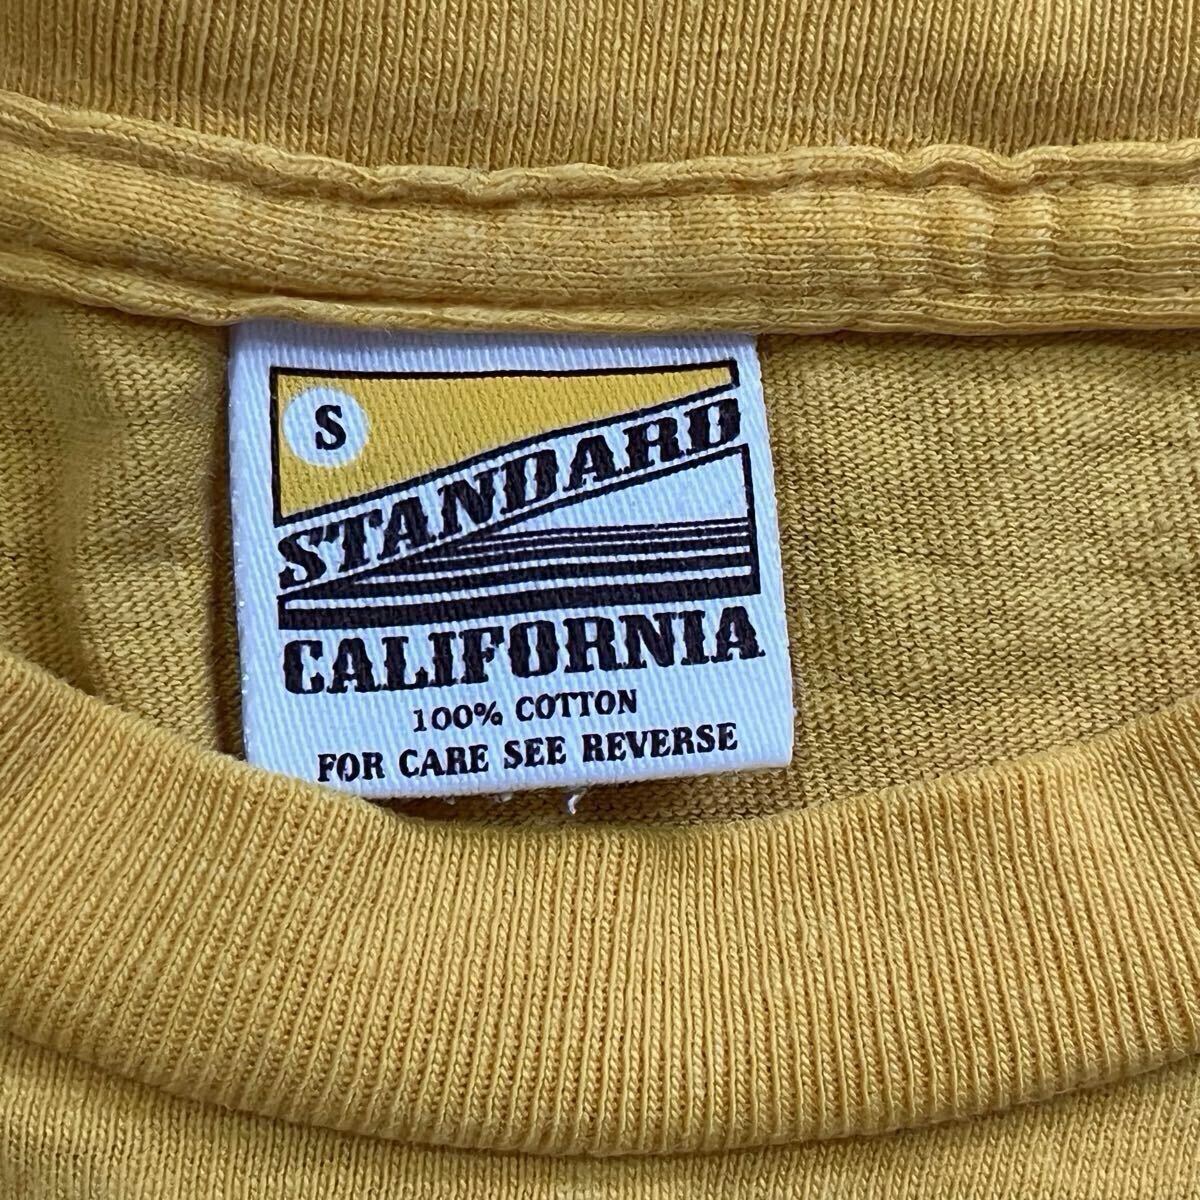 S
STANDARD
CALIFORNIA
100% COTTON
FOR CARE SEE REVERSE